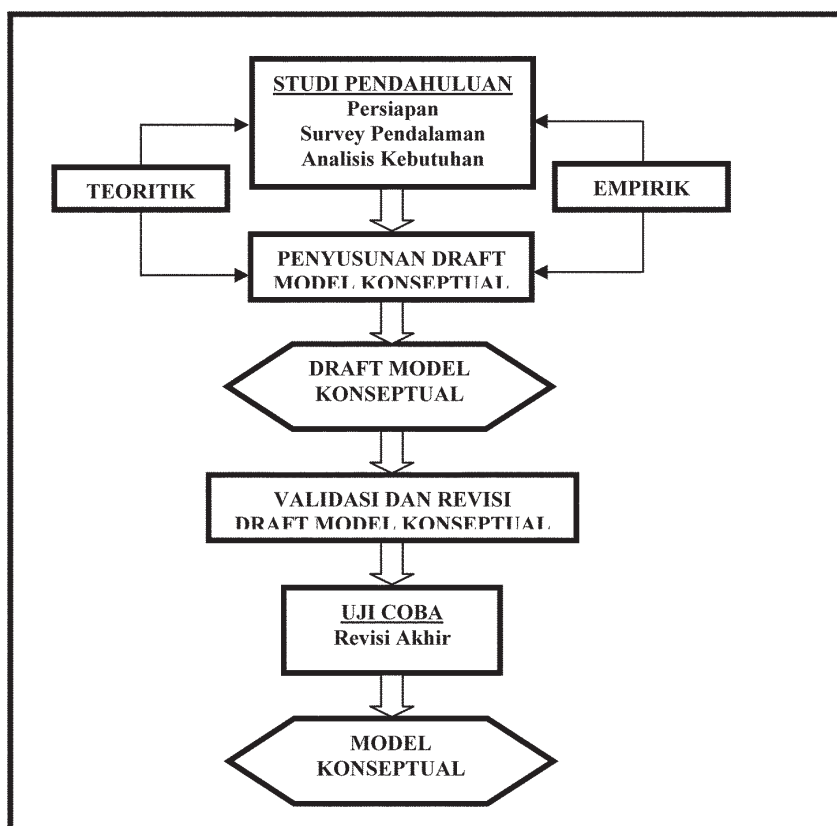 STUDI PENDAHULUAN
Persiapan
Survey Pendalaman
Analisis Kebutuhan
TEORITIK
EMPIRIK
PENYUSUNAN DRAFT
MODEL KONSEPTUAL
DRAFT MODEL
KONSEPTUAL
VALIDASI DAN REVISI
DRAFT MODEL KONSEPTUAL
UJI COBA
Revisi Akhir
MODEL
KONSEPTUAL